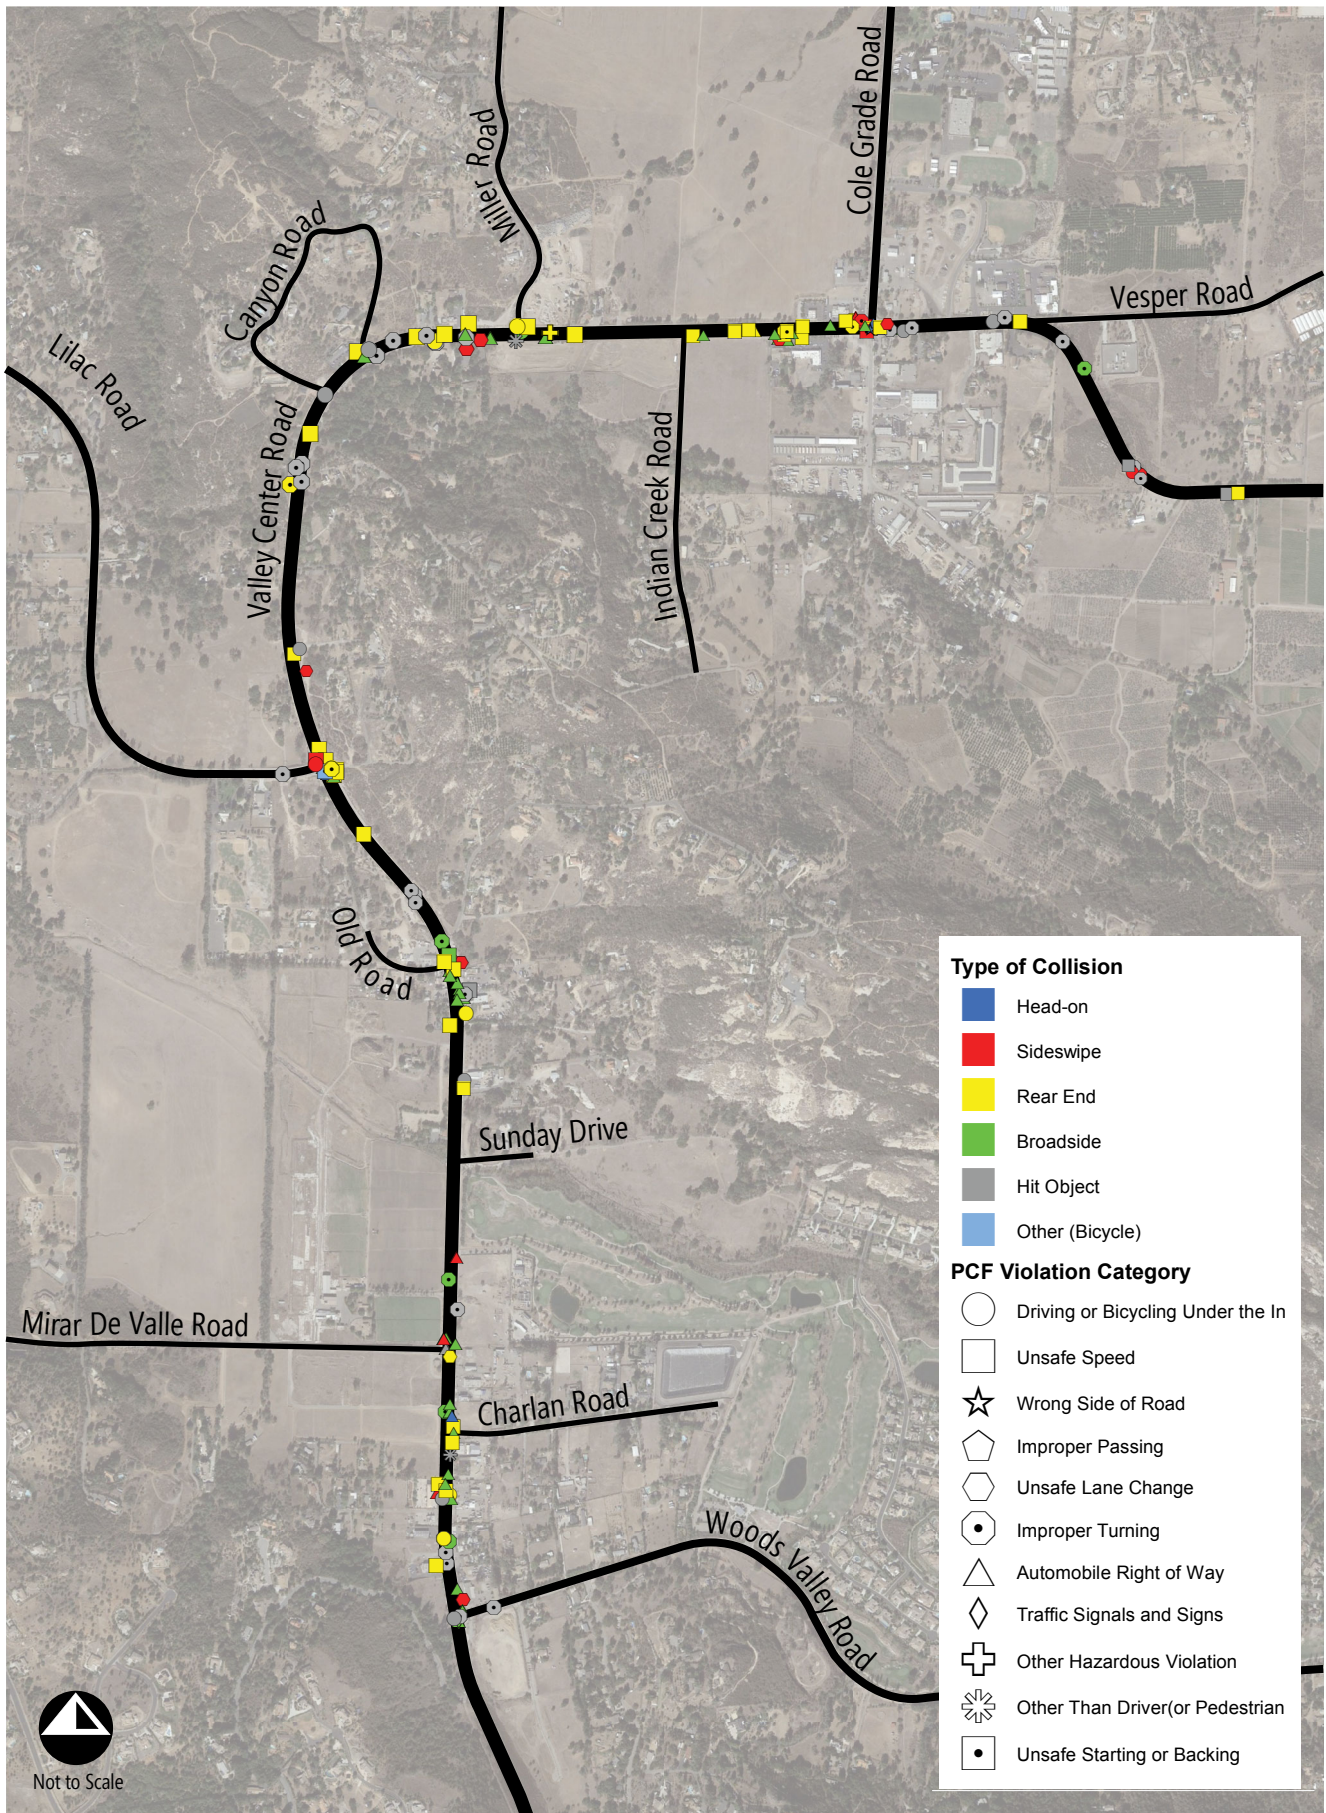 Cole Grade Road
Miller Road
Canyon Road
Vesper Road
Lilac Road
Valley Center Road
Indian Creek Road
Old Road
Sunday Drive
Mirar De Valle Road
Charlan Road
Woods Valley Road
Not to Scale
Type of Collision
Head-on
Sideswipe
Rear End
Broadside
Hit Object
Other (Bicycle)
PCF Violation Category
Driving or Bicycling Under the In
Unsafe Speed
Wrong Side of Road
Improper Passing
Unsafe Lane Change
Improper Turning
Automobile Right of Way
Traffic Signals and Signs
Other Hazardous Violation
Other Than Driver(or Pedestrian
Unsafe Starting or Backing